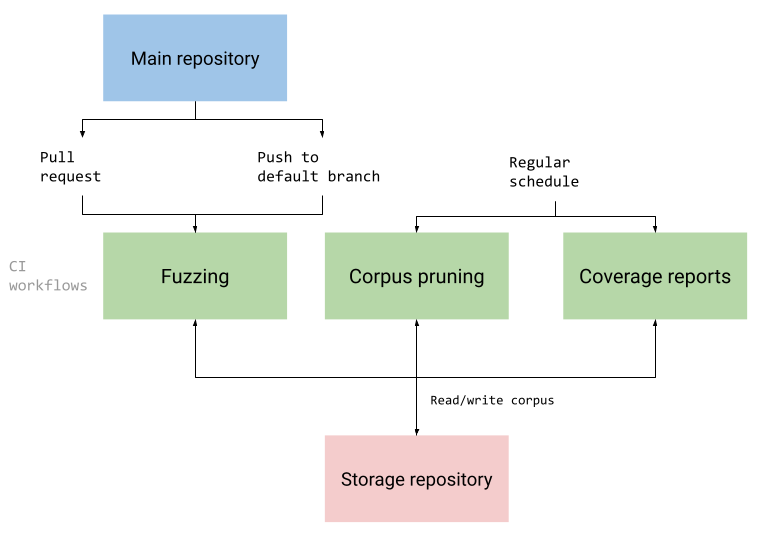 Main repository
Pull
request
Push to
default branch
Regular
schedule
CI
workflows
Fuzzing
Corpus pruning
Coverage reports
Read/write corpus
Storage repository